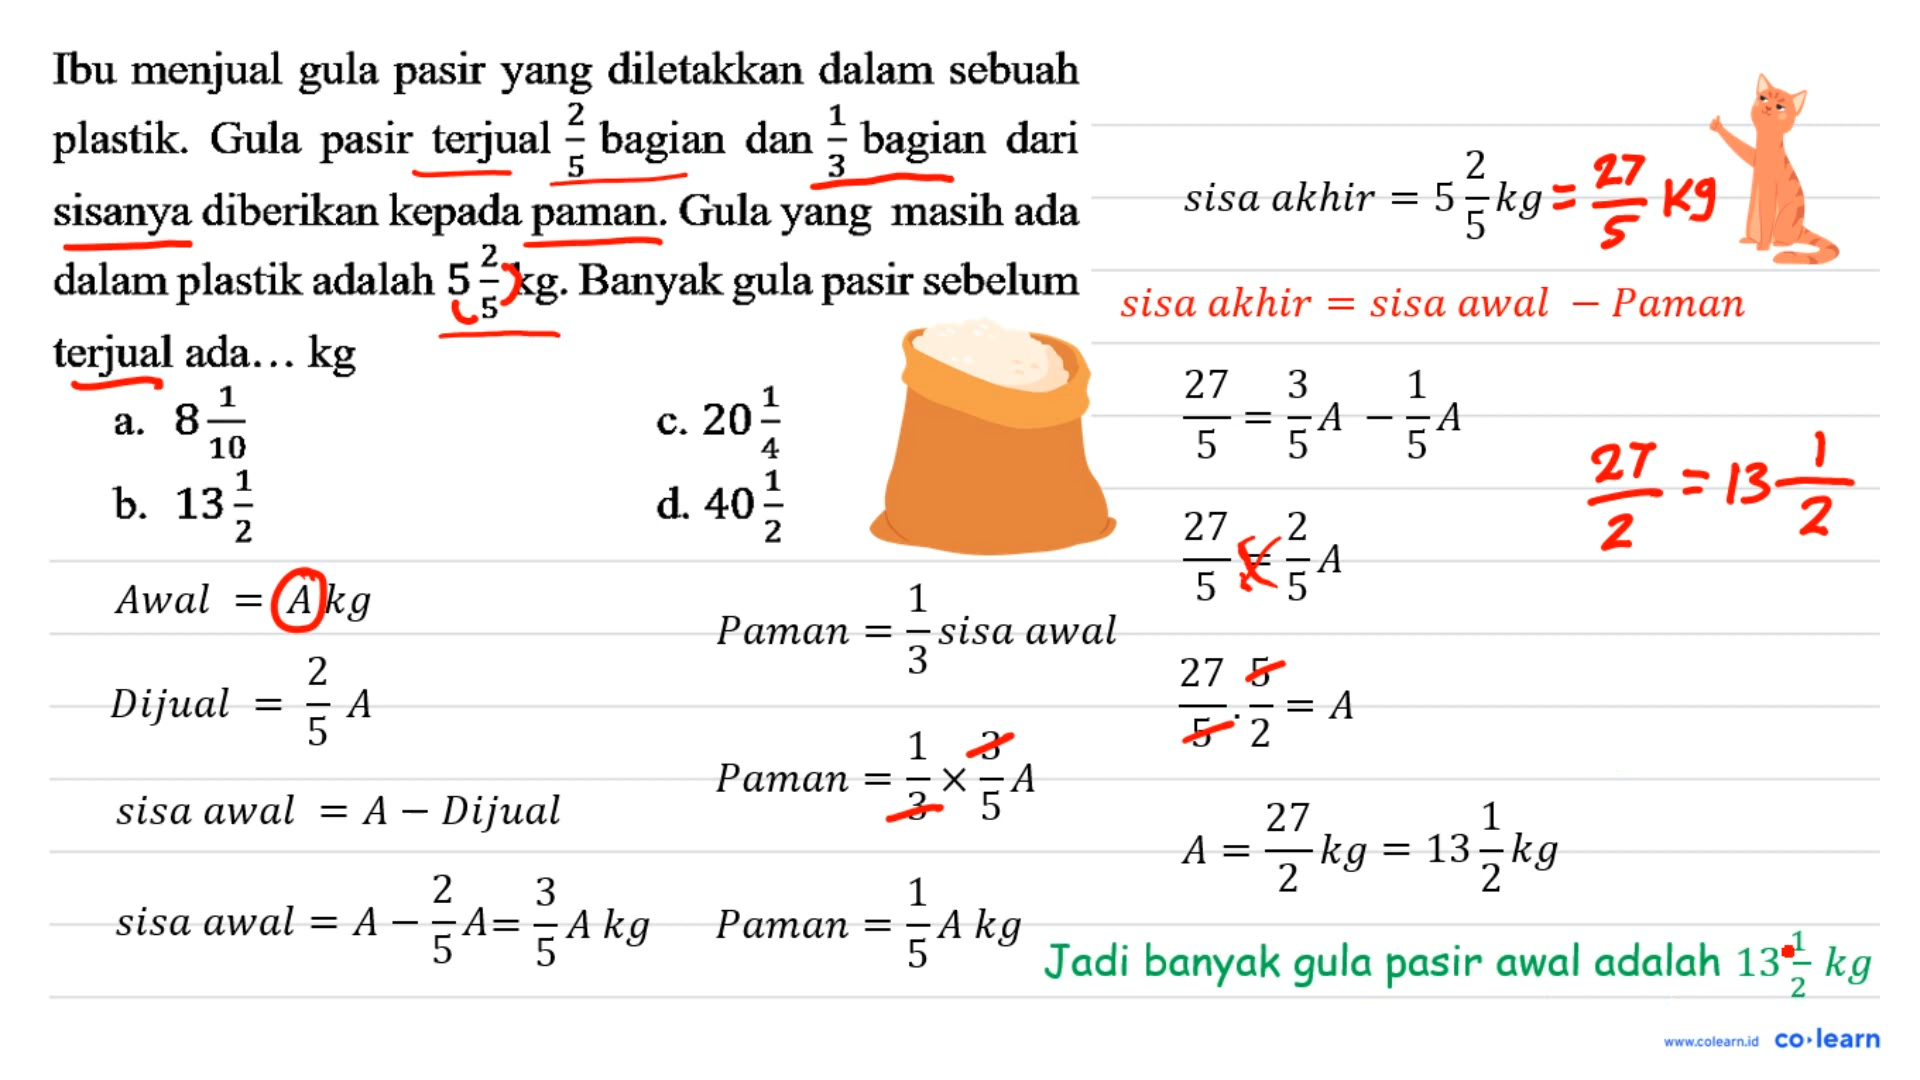 Ibu menjual gula pasir yang diletakkan dalam sebuah
plastik. Gula pasir terjual 2/5 bagian dan 1/3 bagian dari
sisanya diberikan kepada paman. Gula yang masih ada
dalam plastik adalah 5 2/5 kg. Banyak gula pasir sebelum
terjual ada... kg
a. 8 1/10
b. 13 1/2
c. 20 1/4
d. 40 1/2
Awal = A kg
Dijual = 2/5 A
sisa awal = A − Dijual
sisa awal = A − 2/5 A = 3/5 A kg
Paman = 1/3 sisa awal
Paman = 1/3 × 3/5 A
Paman = 1/5 A kg
sisa akhir = 5 2/5 kg = 27/5 kg
sisa akhir = sisa awal − Paman
27/5 = 3/5 A − 1/5 A
27/5 = 2/5 A
27/5 . 5/2 = A
A = 27/2 kg = 13 1/2 kg
27/2 = 13 1/2
Jadi banyak gula pasir awal adalah 13 1/2 kg
www.colearn.id
co learn